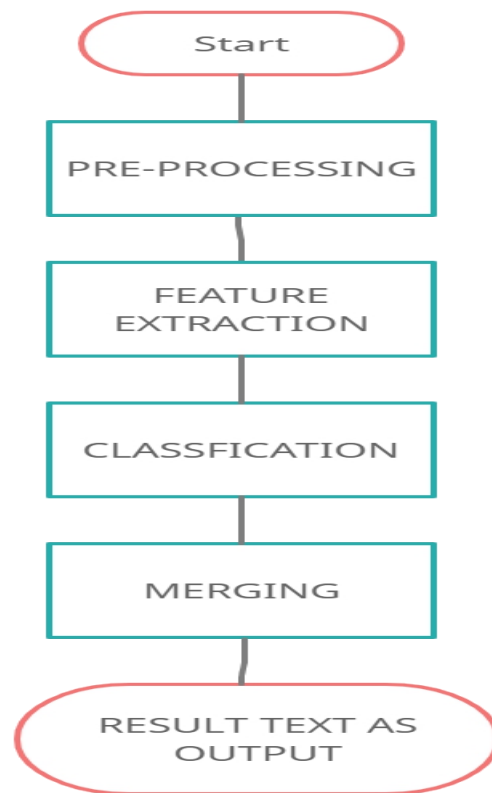 Start
PRE-PROCESSING
FEATURE
EXTRACTION
CLASSFICATION
MERGING
RESULT TEXT AS
OUTPUT